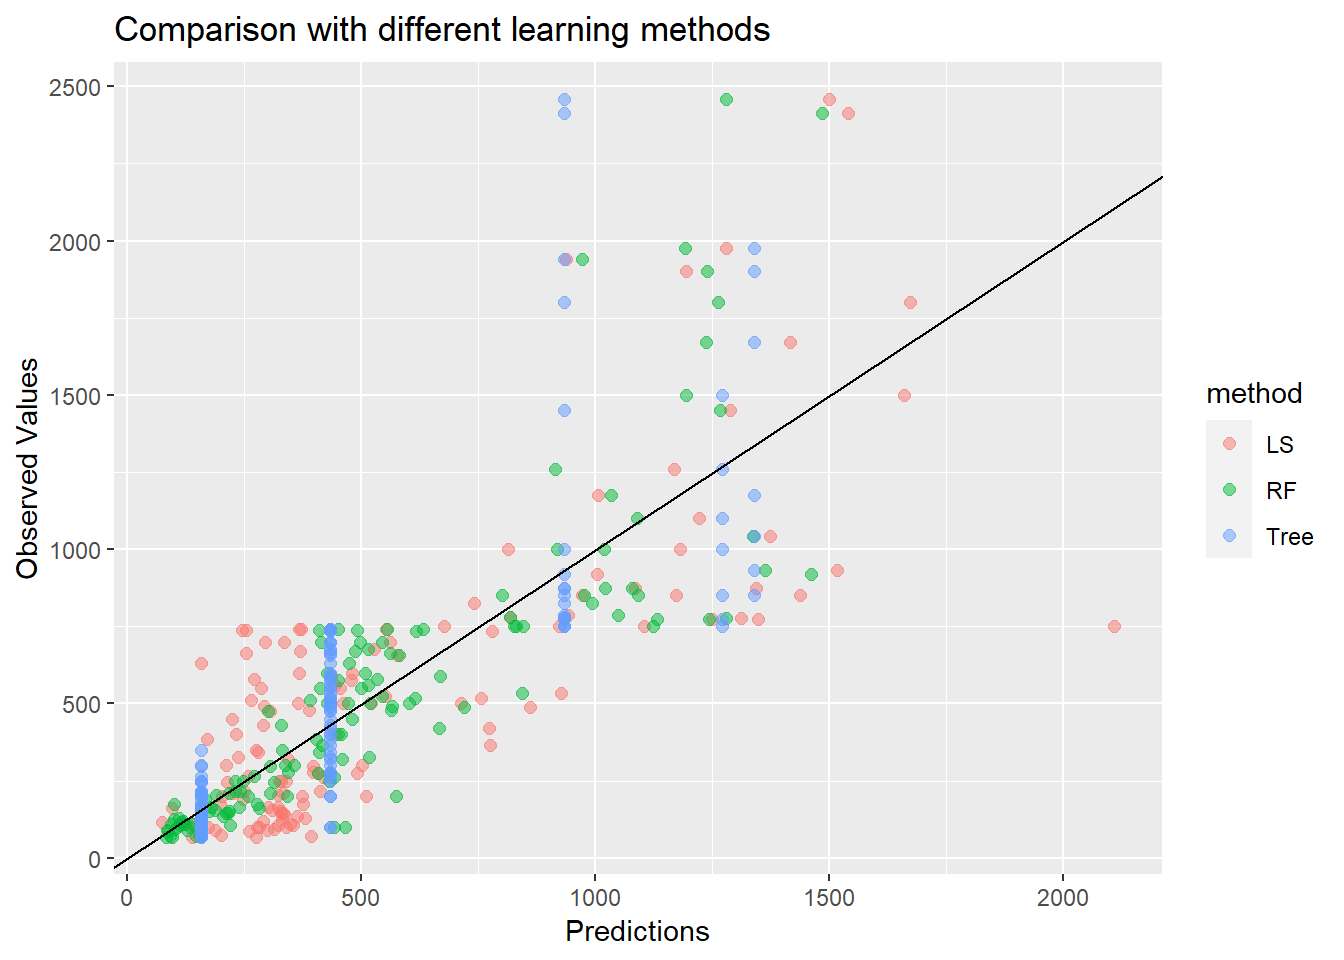 Comparison with different learning methods
2500
2000
1500
1000
500
0
Observed Values
0 500 1000 1500 2000
Predictions
method
LS
RF
Tree